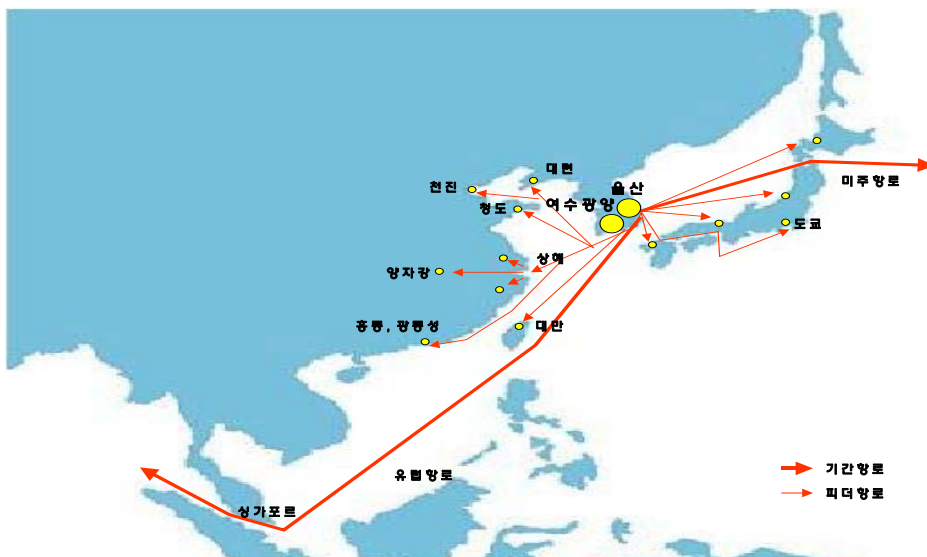 대련
울산
미주항로
천진
여수광양
청도
도쿄
상해
양자강
홍콩, 광동성
대만
유럽항로
기간항로
피더항로
싱가포르